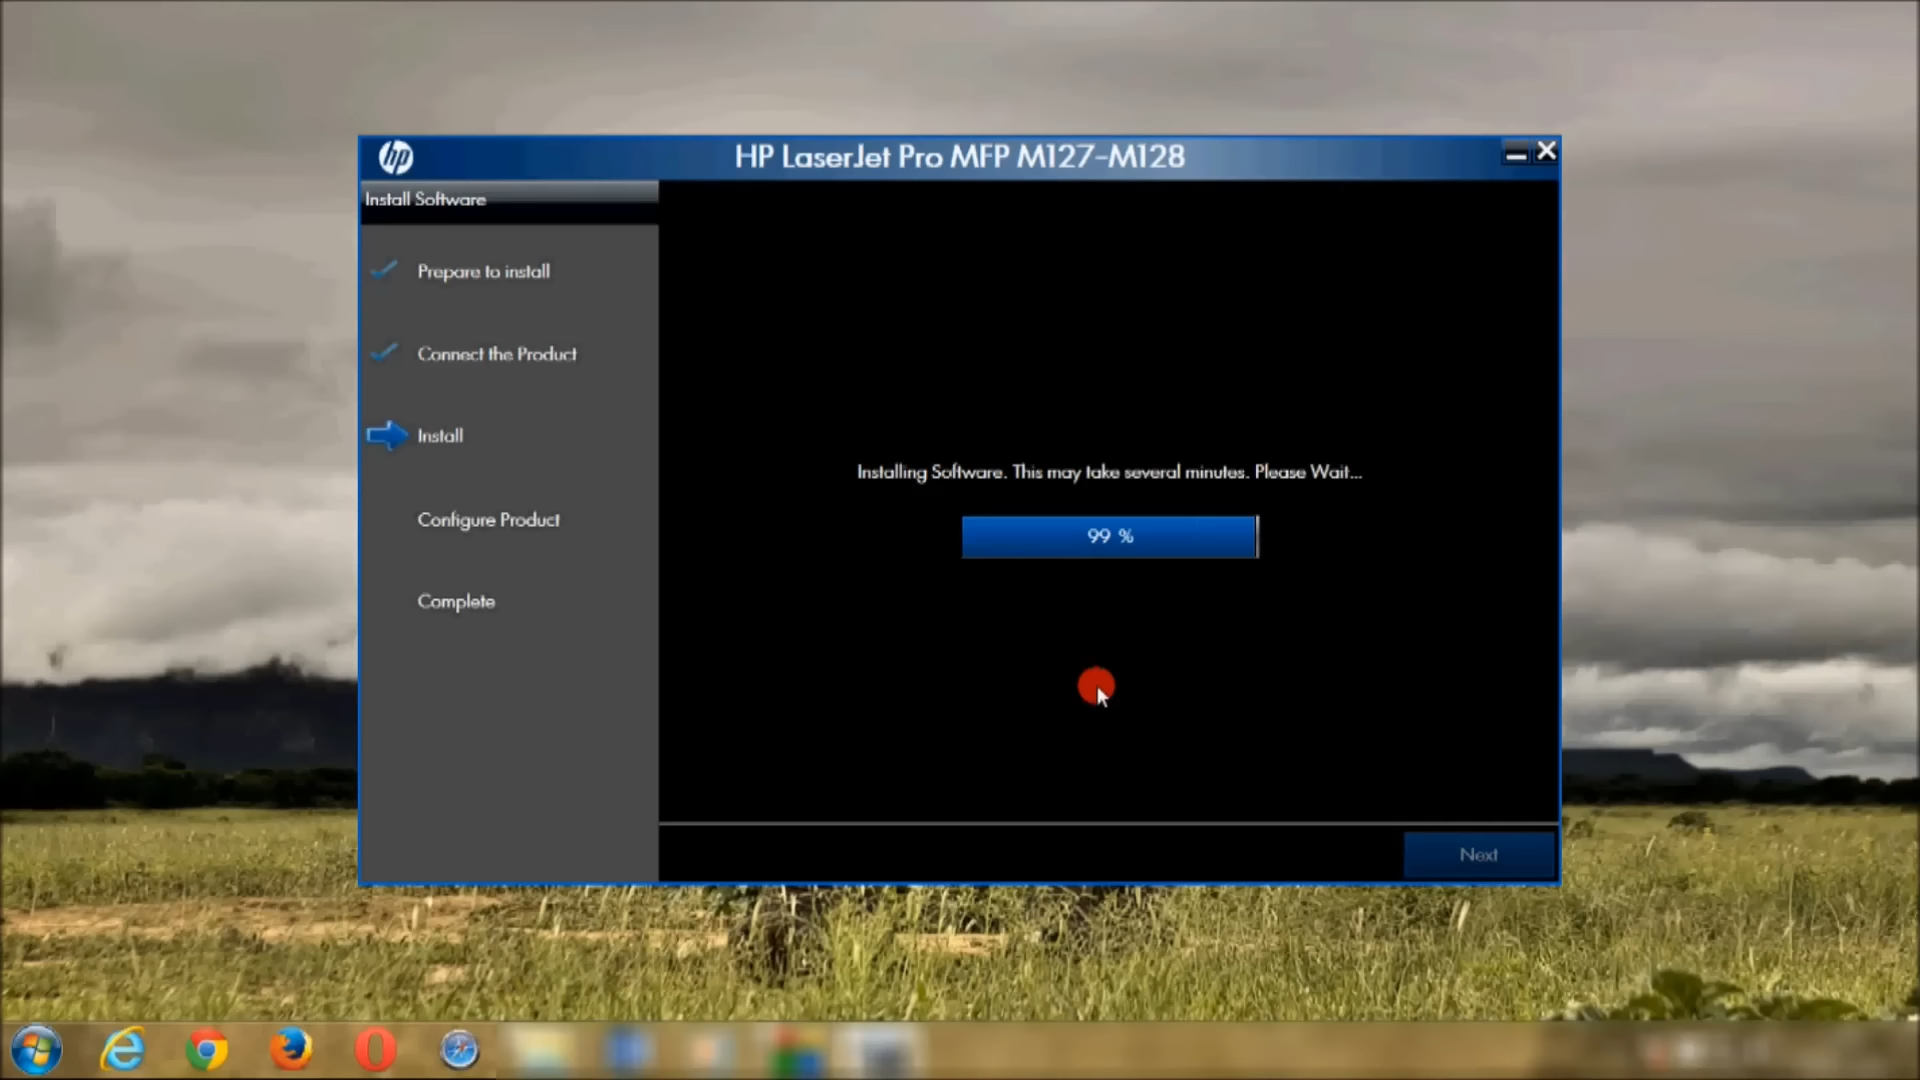 hp
HP LaserJet Pro MFP M127-M128
Install Software
Prepare to install
Connect the Product
Install
Configure Product
Complete
Installing Software. This may take several minutes. Please Wait...
99 %
Next